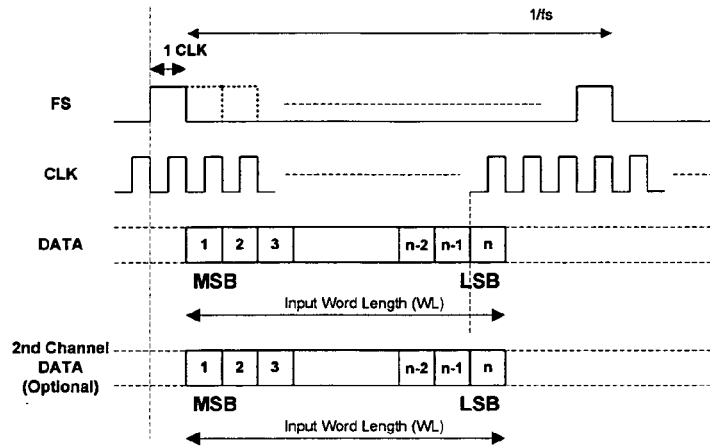 1/fs
1 CLK
FS
CLK
DATA
1 2 3 n-2 n-1 n
MSB LSB
Input Word Length (WL)
2nd Channel
DATA
(Optional)
1 2 3 n-2 n-1 n
MSB LSB
Input Word Length (WL)